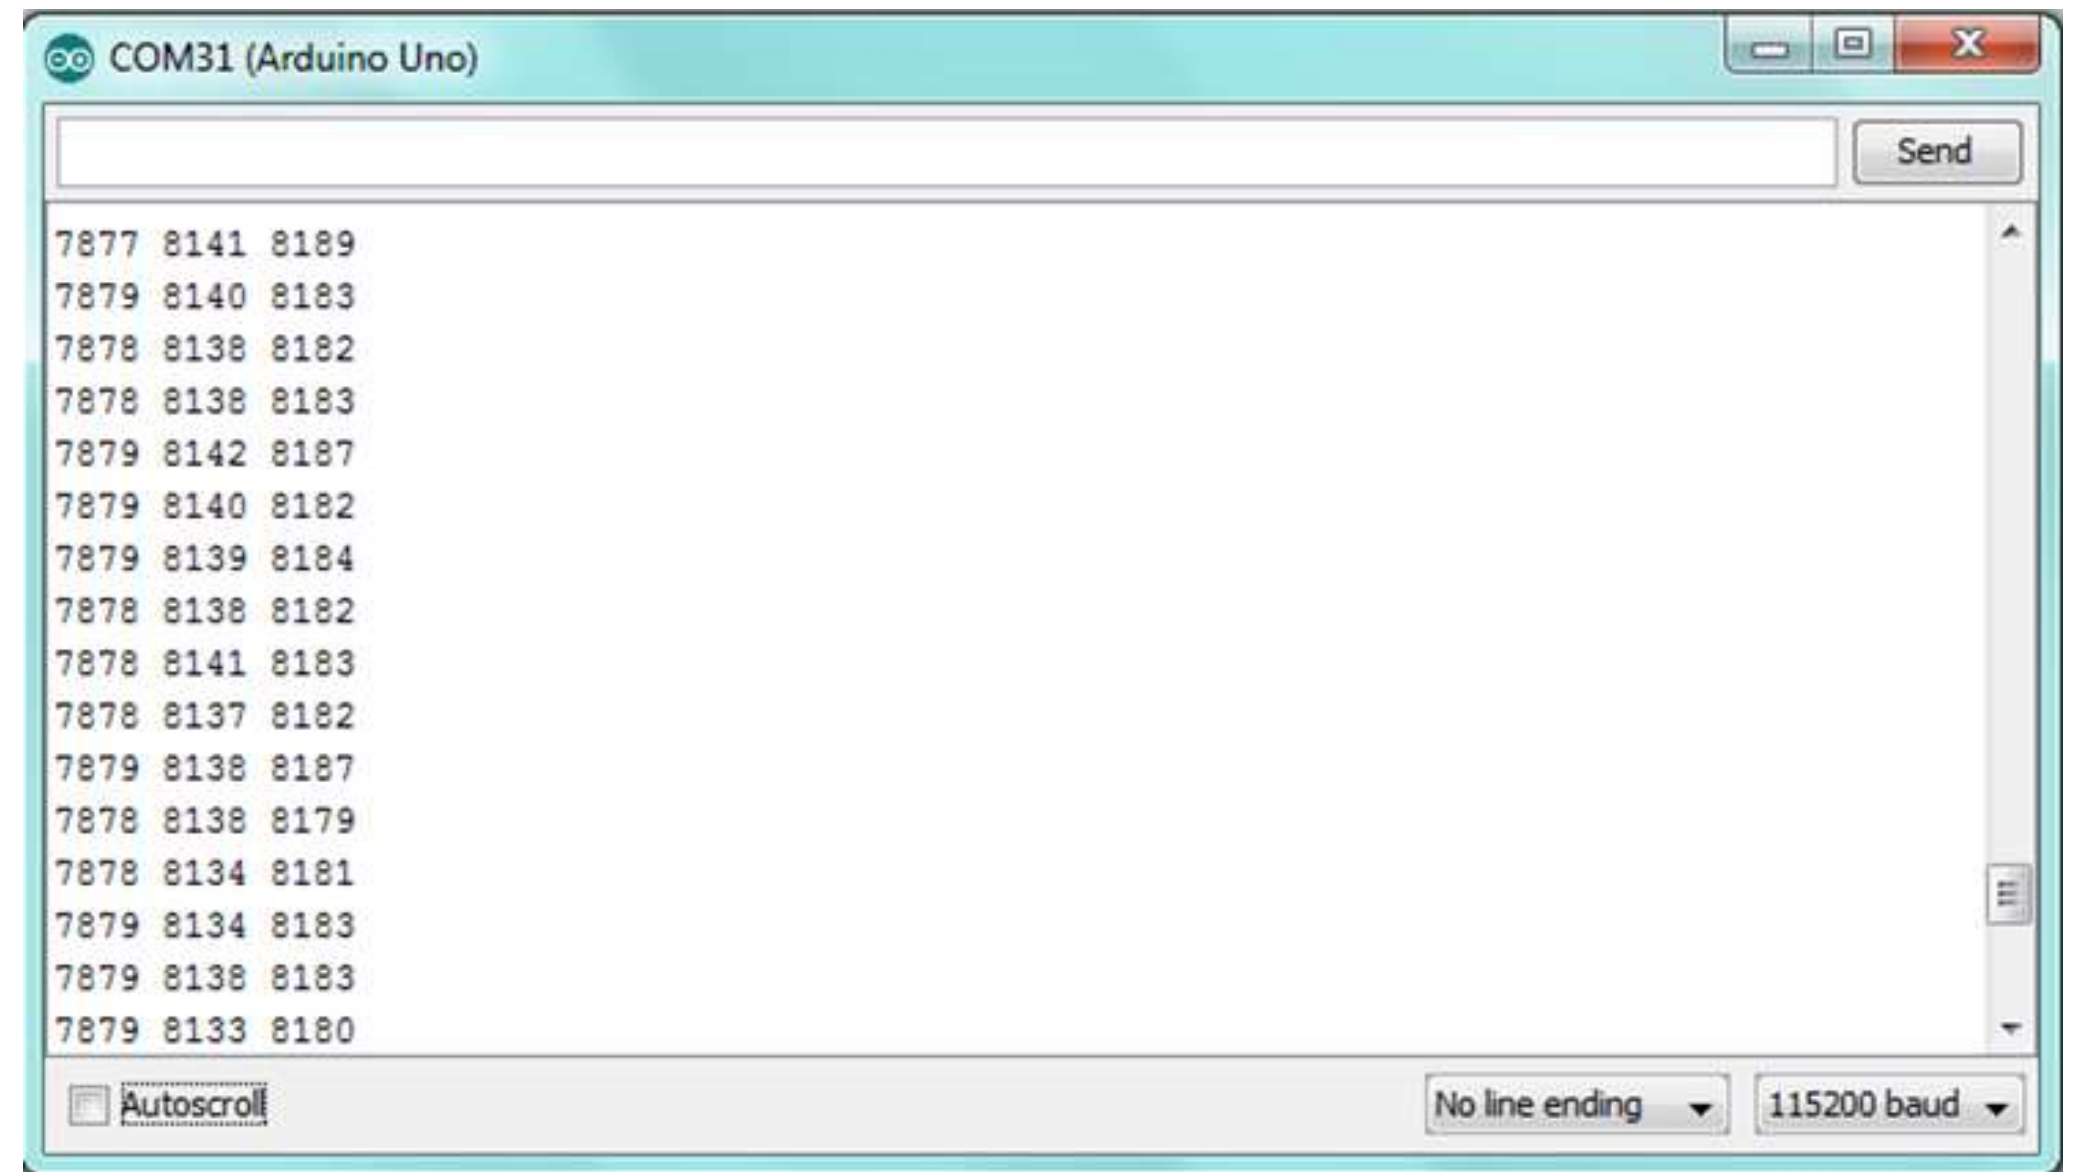 COM31 (Arduino Uno)
Send
7877 8141 8189
7879 8140 8183
7878 8138 8182
7878 8138 8183
7879 8142 8187
7879 8140 8182
7879 8139 8184
7878 8138 8182
7878 8141 8183
7878 8137 8182
7879 8138 8187
7878 8138 8179
7878 8134 8181
7879 8134 8183
7879 8138 8183
7879 8133 8180
Autoscroll No line ending 115200 baud